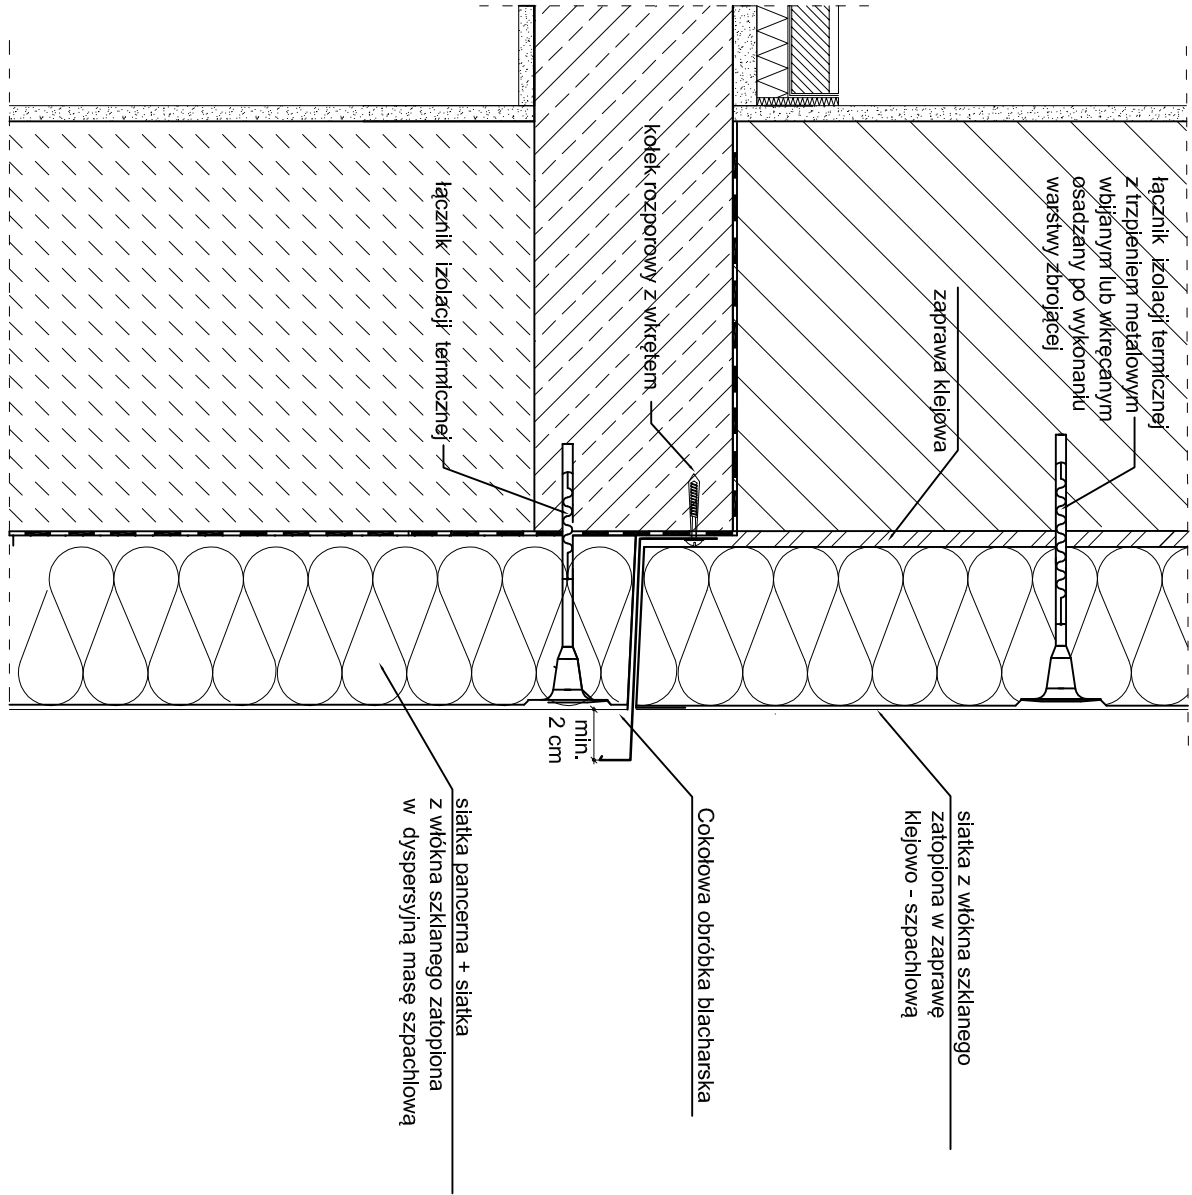 łącznik izolacji termicznej
z trzpieniem metalowym
wbijanym lub wkręcanym
osadzany po wykonaniu
warstwy zbrojącej
zaprawa klejowa
kołek rozporowy z wkrętem
łącznik izolacji termicznej
siatka z włókna szklanego
zatopiona w zaprawę
klejowo - szpachlową
Cokołowa obróbka blacharska
min.
2 cm
siatka pancerna + siatka
z włókna szklanego zatopiona
w dyspersyjną masę szpachlową